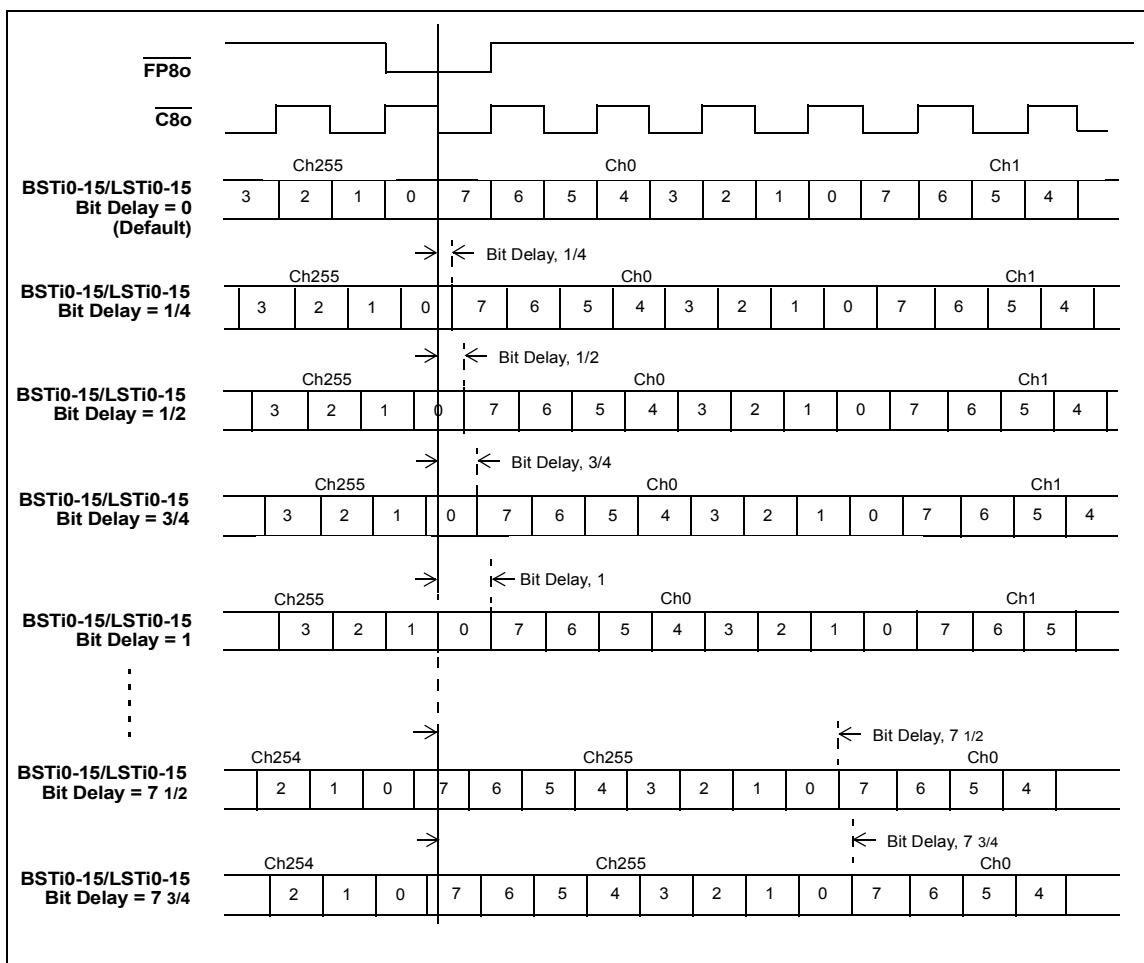 FP8o
C8o
Ch255 Ch0 Ch1
BSTi0-15/LSTi0-15
Bit Delay = 0
(Default)
3 2 1 0 7 6 5 4 3 2 1 0 7 6 5 4
Bit Delay, 1/4
Ch255 Ch0 Ch1
BSTi0-15/LSTi0-15
Bit Delay = 1/4
3 2 1 0 7 6 5 4 3 2 1 0 7 6 5 4
Bit Delay, 1/2
Ch255 Ch0 Ch1
BSTi0-15/LSTi0-15
Bit Delay = 1/2
3 2 1 0 7 6 5 4 3 2 1 0 7 6 5 4
Bit Delay, 3/4
Ch255 Ch0 Ch1
BSTi0-15/LSTi0-15
Bit Delay = 3/4
3 2 1 0 7 6 5 4 3 2 1 0 7 6 5 4
Bit Delay, 1
Ch255 Ch0 Ch1
BSTi0-15/LSTi0-15
Bit Delay = 1
3 2 1 0 7 6 5 4 3 2 1 0 7 6 5
Bit Delay, 7 1/2
Ch254 Ch255 Ch0
BSTi0-15/LSTi0-15
Bit Delay = 7 1/2
2 1 0 7 6 5 4 3 2 1 0 7 6 5 4
Bit Delay, 7 3/4
Ch254 Ch255 Ch0
BSTi0-15/LSTi0-15
Bit Delay = 7 3/4
2 1 0 7 6 5 4 3 2 1 0 7 6 5 4